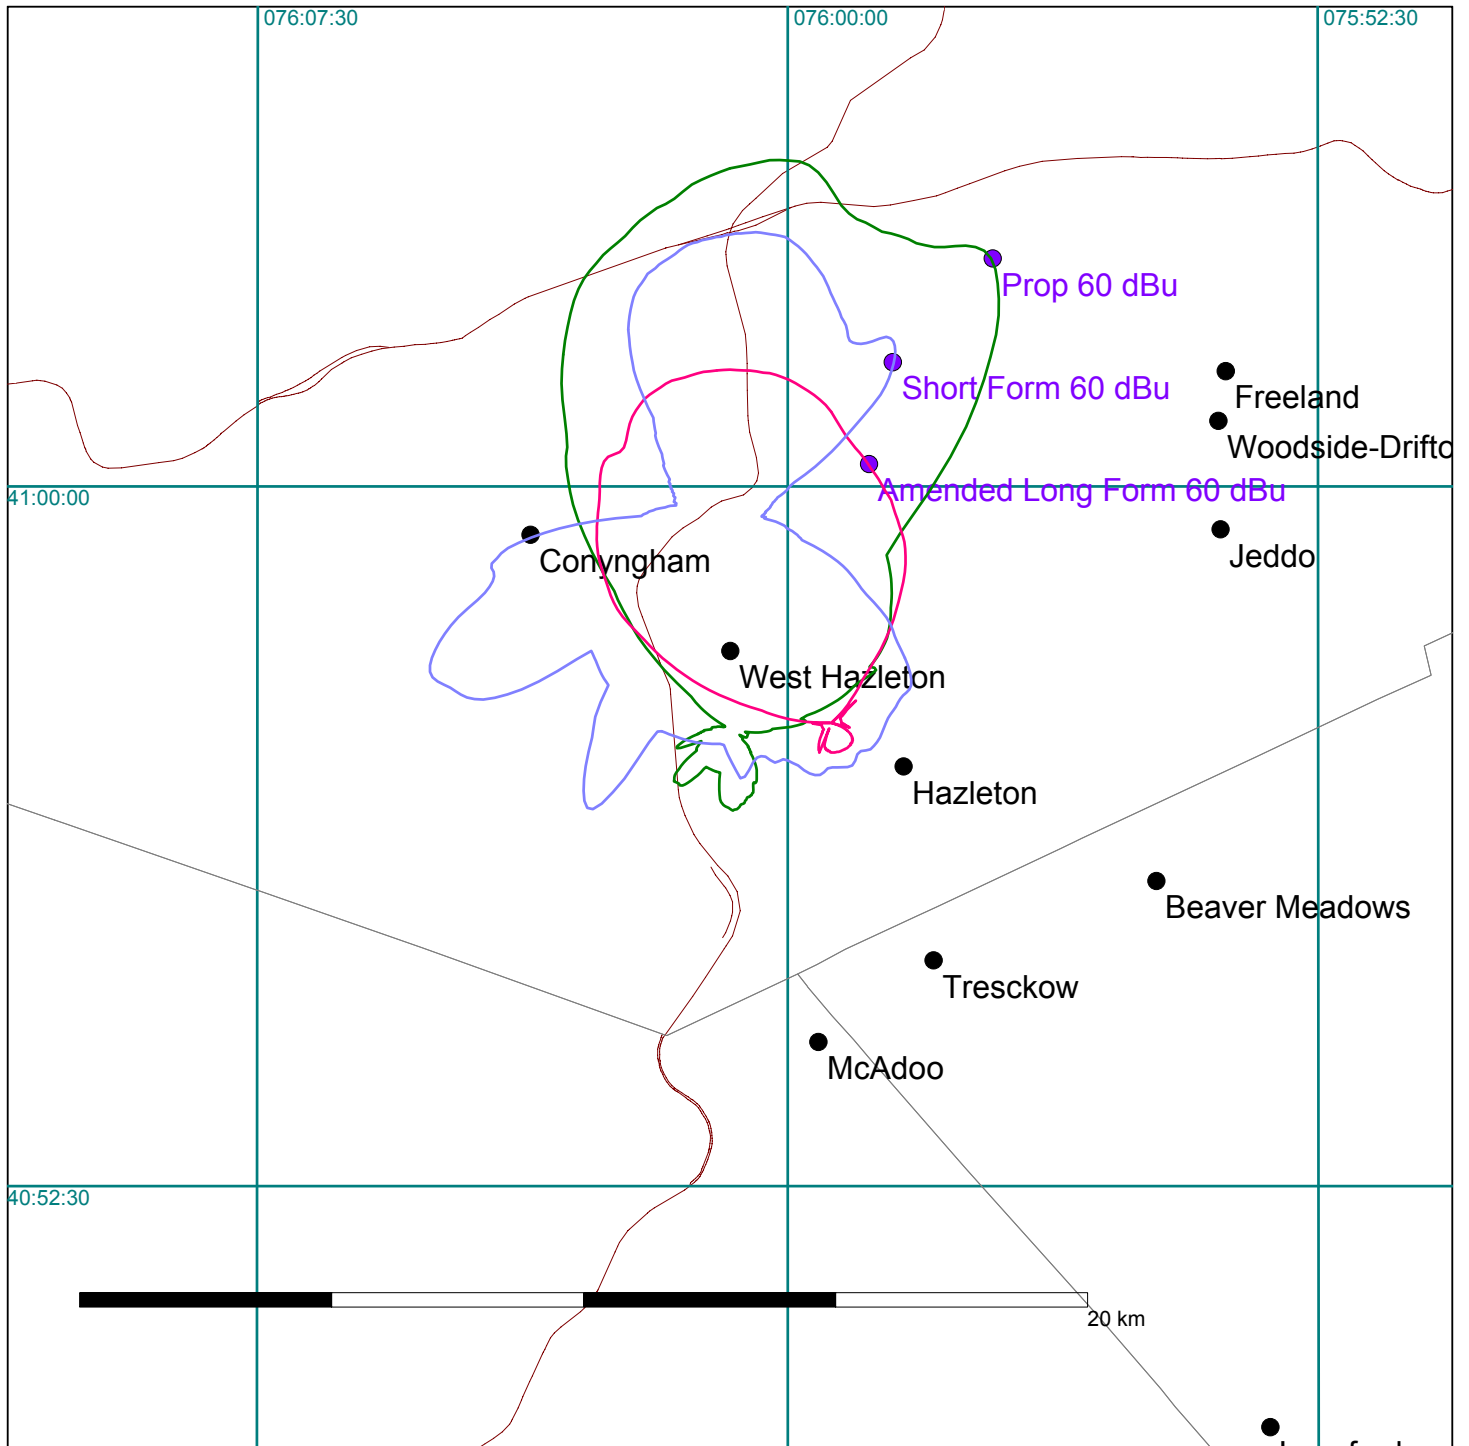 076:07:30
076:00:00
075:52:30
Prop 60 dBu
Short Form 60 dBu
Freeland
Woodside-Drifto
41:00:00
Amended Long Form 60 dBu
Conyngham
Jeddo
West Hazleton
Hazleton
Beaver Meadows
Tresckow
McAdoo
40:52:30
20 km